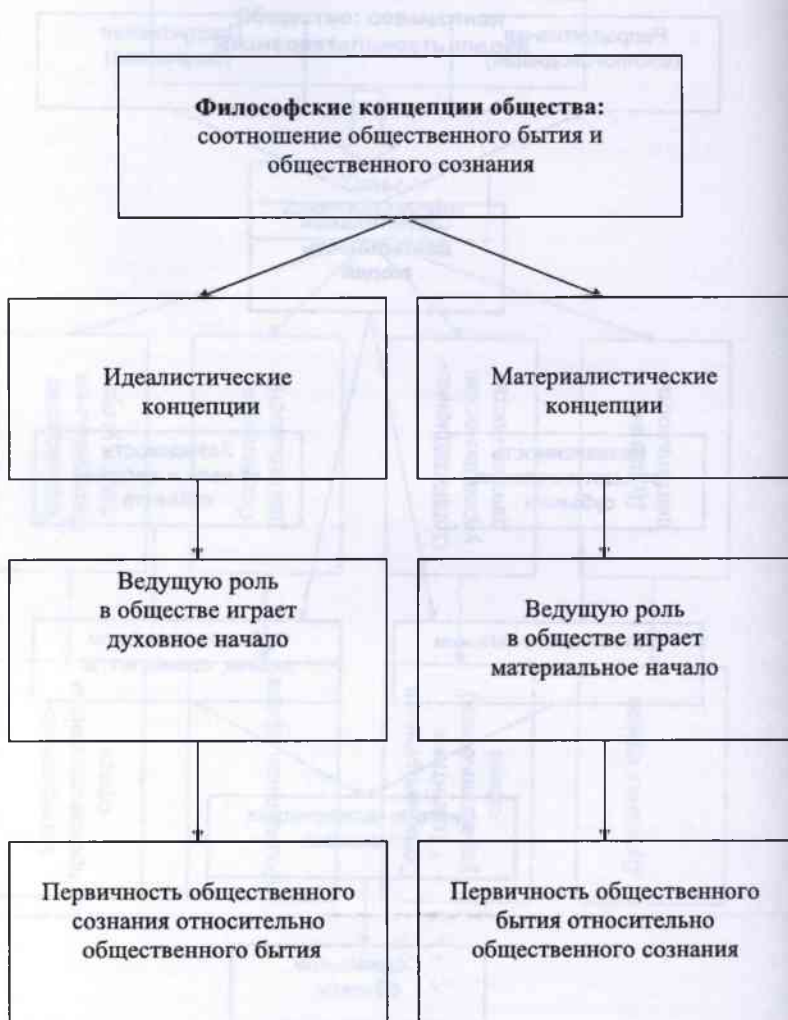 Философские концепции общества:
соотношение общественного бытия и
общественного сознания
Идеалистические
концепции
Материалистические
концепции
Ведущую роль
в обществе играет
духовное начало
Ведущую роль
в обществе играет
материальное начало
Первичность общественного
сознания относительно
общественного бытия
Первичность общественного
бытия относительно
общественного сознания